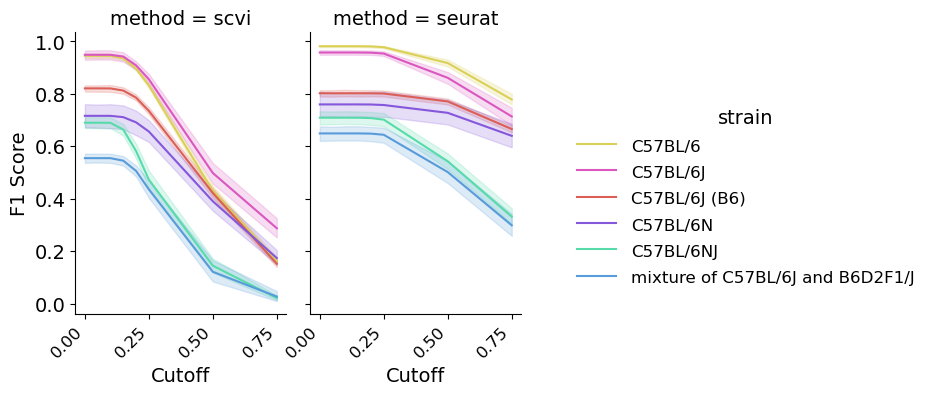 method = scvi
method = seurat
F1 Score
1.0
0.8
0.6
0.4
0.2
0.0
0.00
0.25
0.50
0.75
Cutoff
0.00
0.25
0.50
0.75
Cutoff
strain
C57BL/6
C57BL/6J
C57BL/6J (B6)
C57BL/6N
C57BL/6NJ
mixture of C57BL/6J and B6D2F1/J